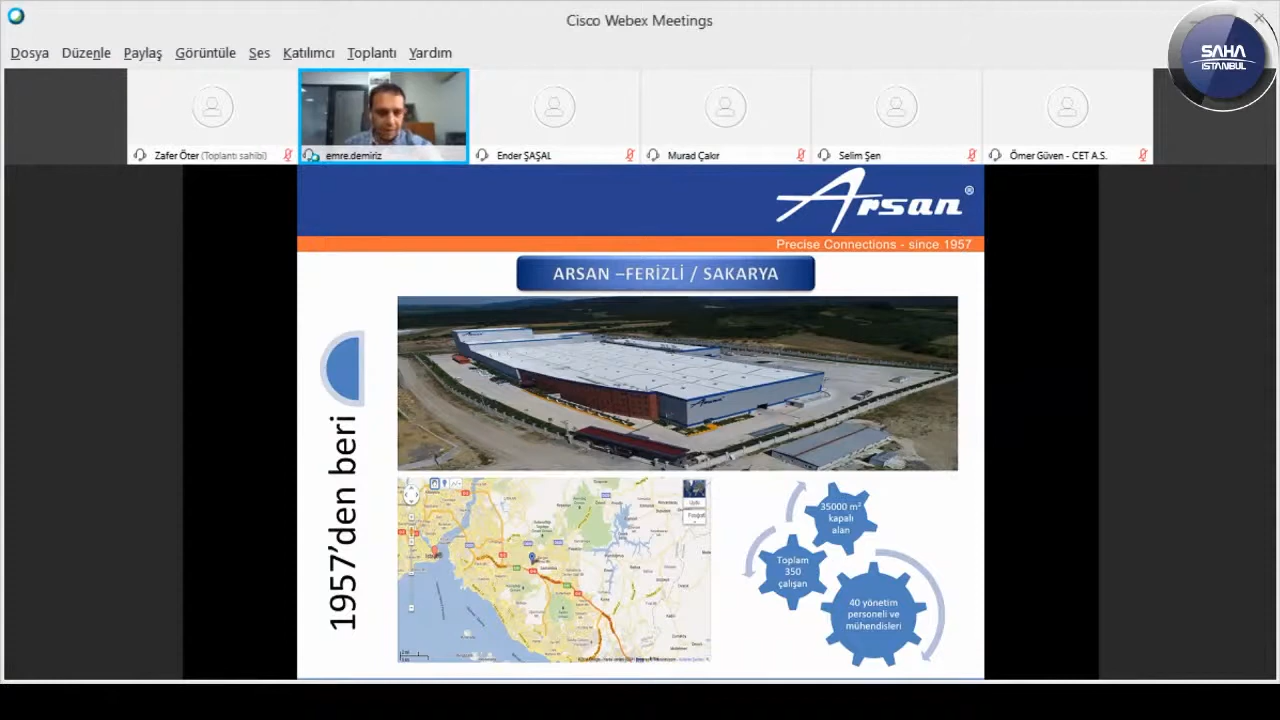 Cisco Webex Meetings
Dosya Düzenle Paylaş Görüntüle Ses Katılımcı Toplantı Yardım
SAHA
İSTANBUL
Zafer Öter (Toplantı sahibi)
emre.demiriz
Ender ŞAŞAL
Murad Çakır
Selim Şen
Ömer Güven - CET A.S.
Arsan®
Precise Connections - since 1957
ARSAN –FERİZLİ / SAKARYA
1957’den beri
Arsan
35000 m²
kapalı
alan
Toplam
350
çalışan
40 yönetim
personeli ve
mühendisleri